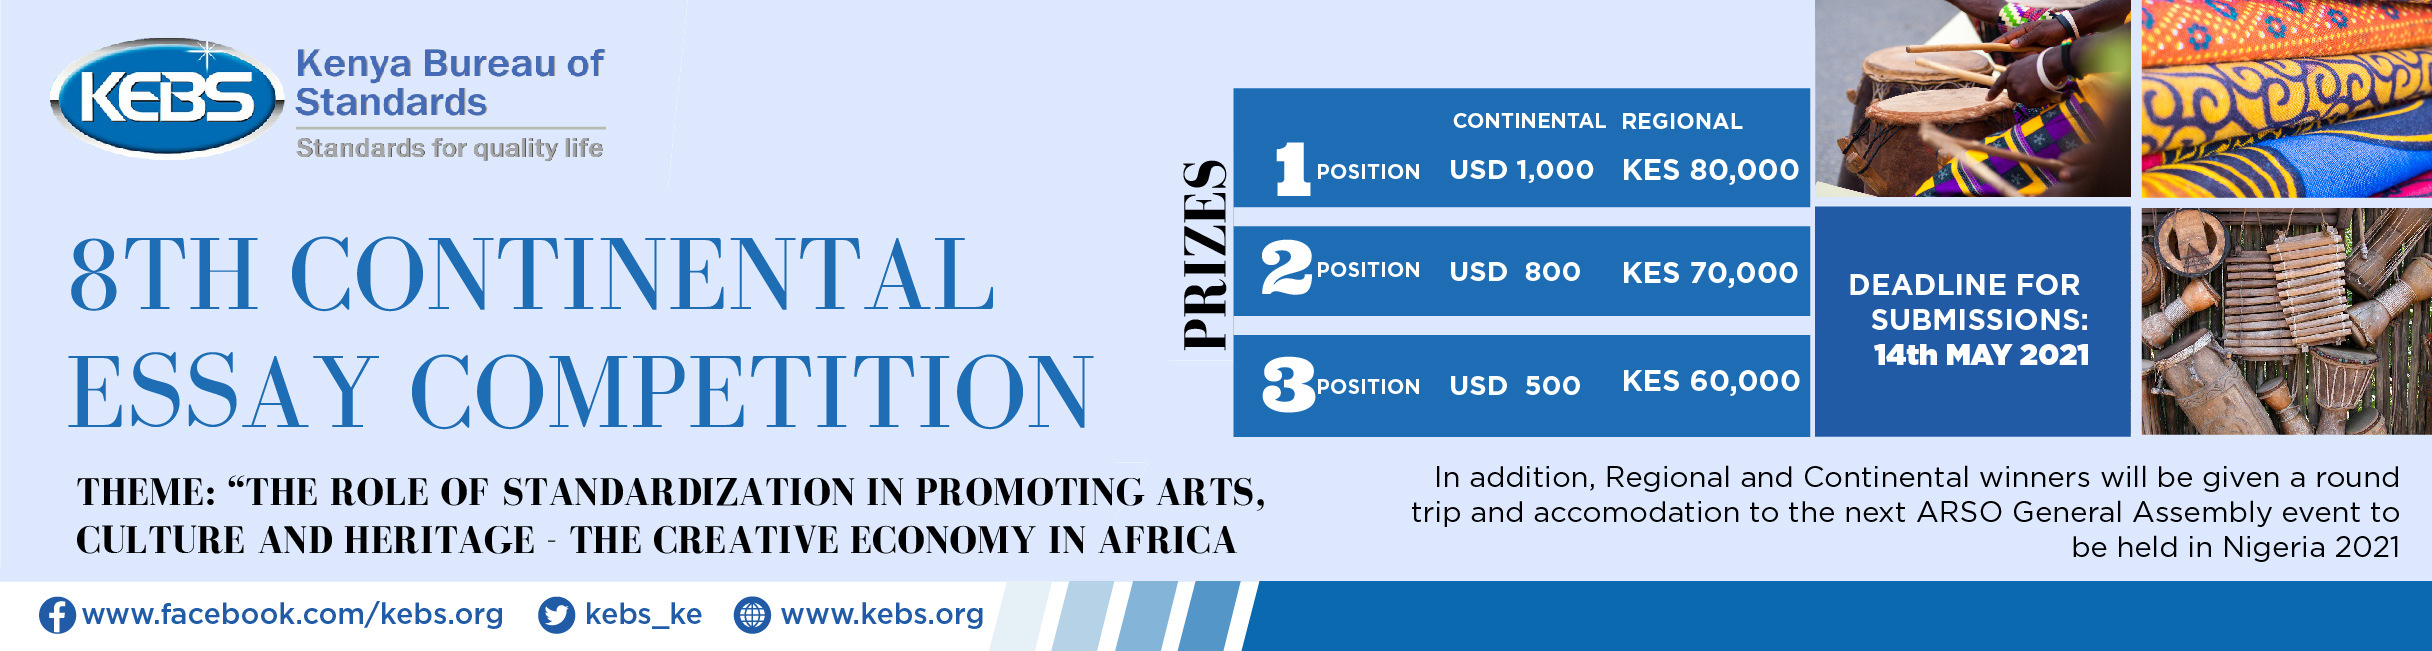 KEBS
Kenya Bureau of
Standards
Standards for quality life
8TH CONTINENTAL
ESSAY COMPETITION
THEME: “THE ROLE OF STANDARDIZATION IN PROMOTING ARTS,
CULTURE AND HERITAGE - THE CREATIVE ECONOMY IN AFRICA
PRIZES
CONTINENTAL REGIONAL
1 POSITION USD 1,000 KES 80,000
2 POSITION USD 800 KES 70,000
3 POSITION USD 500 KES 60,000
DEADLINE FOR
SUBMISSIONS:
14th MAY 2021
In addition, Regional and Continental winners will be given a round
trip and accomodation to the next ARSO General Assembly event to
be held in Nigeria 2021
www.facebook.com/kebs.org kebs_ke www.kebs.org